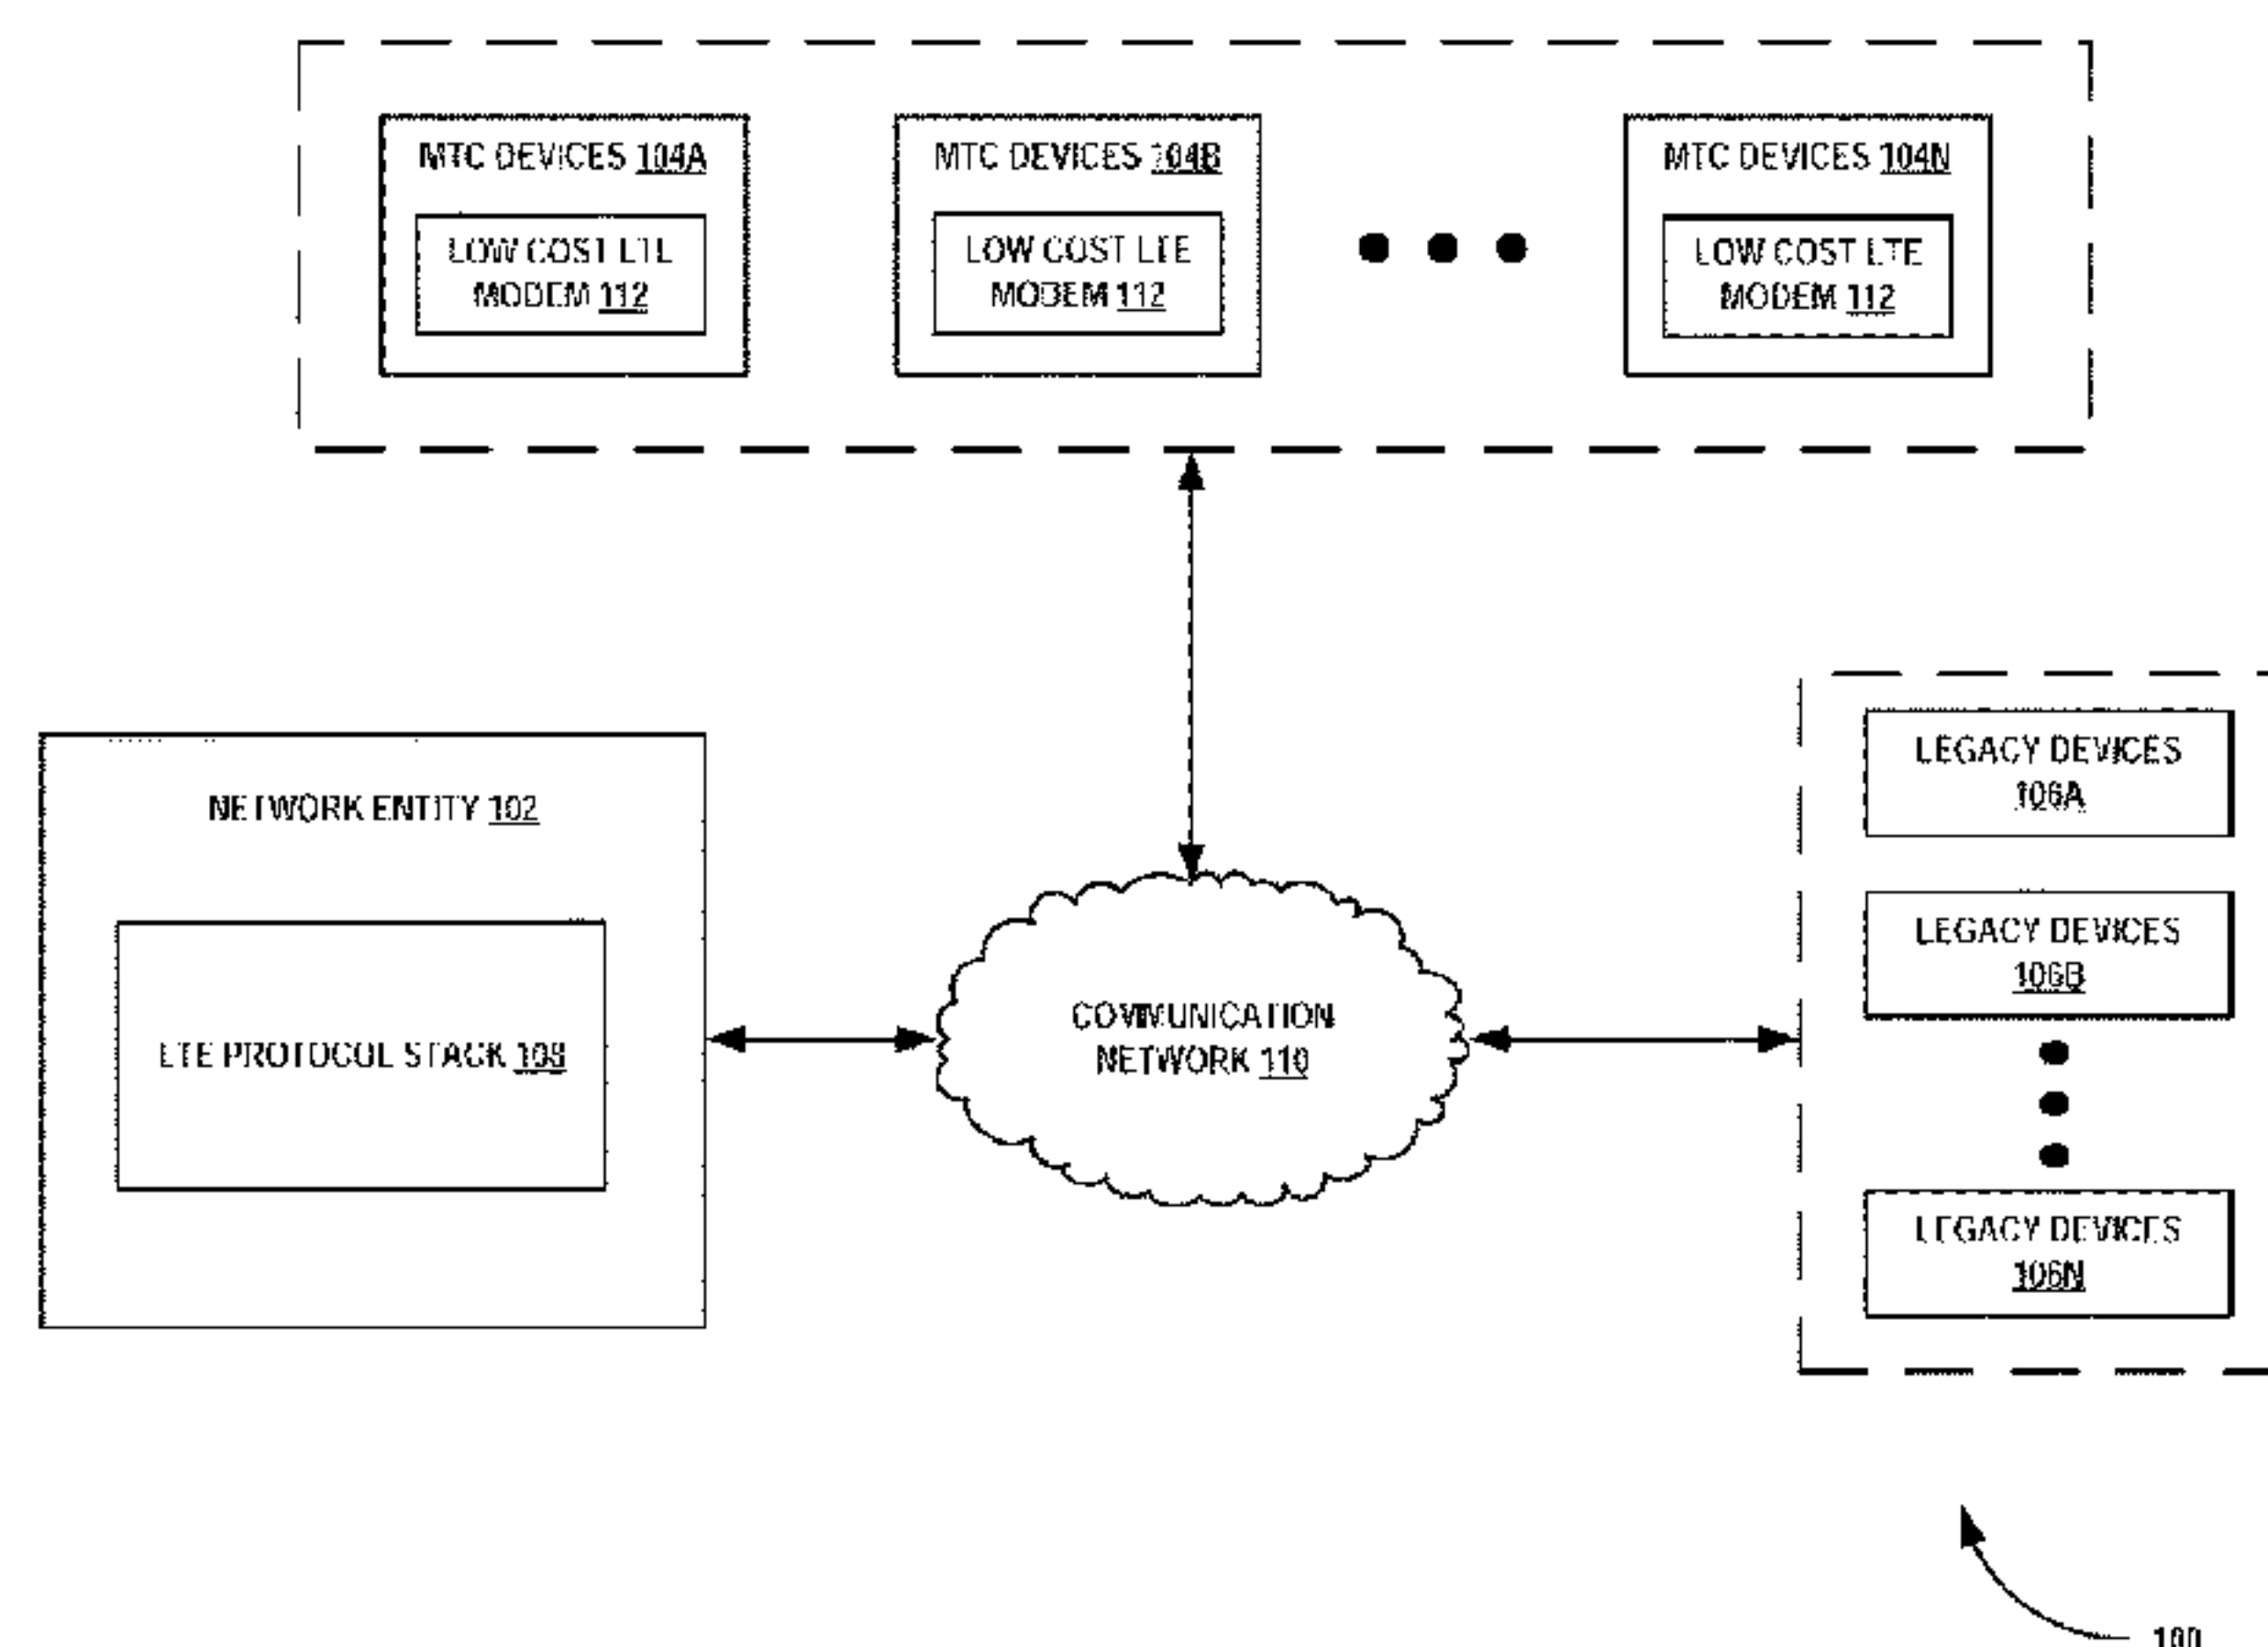 MTC DEVICES 104A
LOW COST LTE
MODEM 112
MTC DEVICES 104B
LOW COST LTE
MODEM 112
MTC DEVICES 104N
LOW COST LTE
MODEM 112
NETWORK ENTITY 102
LTE PROTOCOL STACK 108
COMMUNICATION
NETWORK 110
LEGACY DEVICES
106A
LEGACY DEVICES
106B
LEGACY DEVICES
106N
100